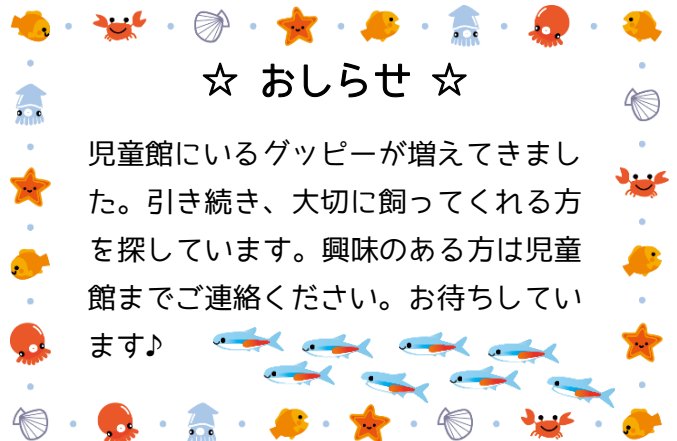 ☆ おしらせ ☆
児童館にいるグッピーが増えてきまし
た。引き続き、大切に飼ってくれる方
を探しています。興味のある方は児童
館までご連絡ください。お待ちしてい
ます♪